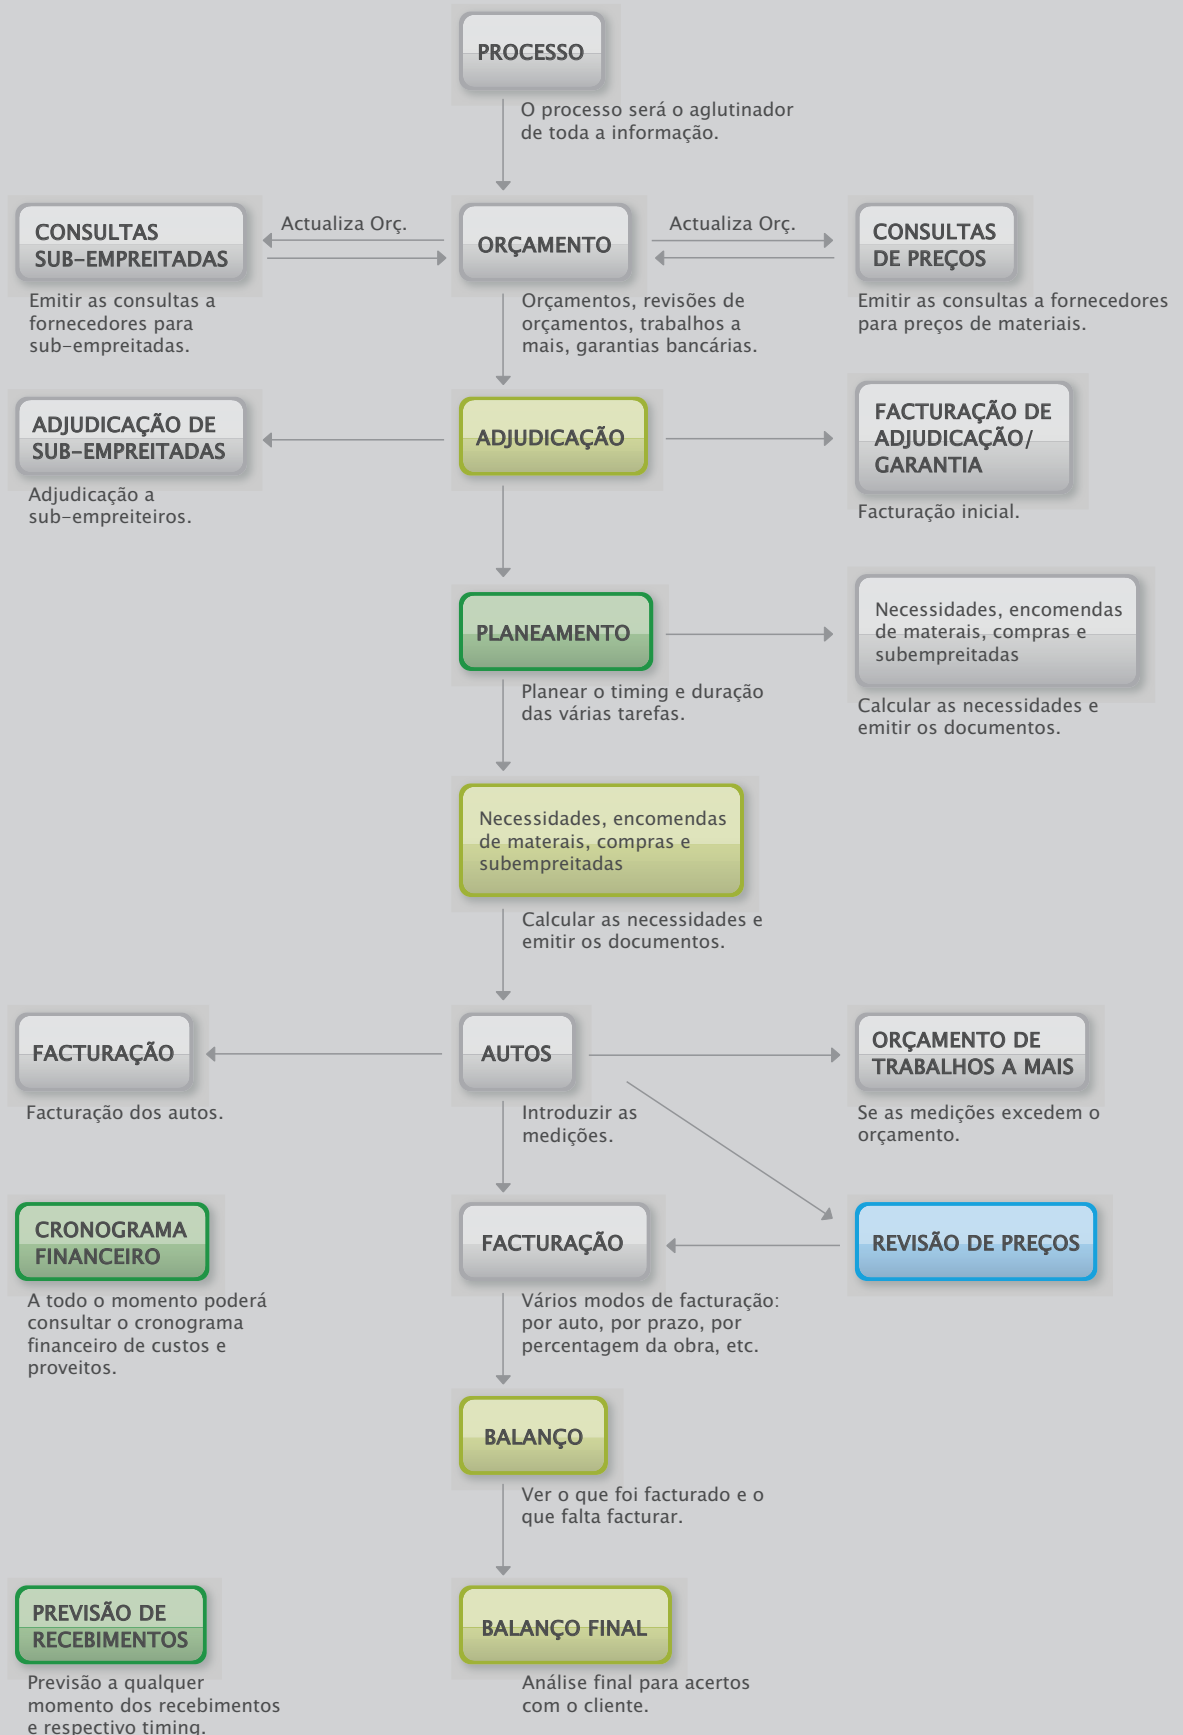 PROCESSO
O processo será o aglutinador
de toda a informação.
CONSULTAS
SUB-EMPREITADAS
Actualiza Orç.
ORÇAMENTO
Actualiza Orç.
CONSULTAS
DE PREÇOS
Emitir as consultas a
fornecedores para
sub-empreitadas.
Orçamentos, revisões de
orçamentos, trabalhos a
mais, garantias bancárias.
Emitir as consultas a fornecedores
para preços de materiais.
ADJUDICAÇÃO DE
SUB-EMPREITADAS
ADJUDICAÇÃO
FACTURAÇÃO DE
ADJUDICAÇÃO/
GARANTIA
Adjudicação a
sub-empreiteiros.
Facturação inicial.
PLANEAMENTO
Necessidades, encomendas
de materais, compras e
subempreitadas
Planear o timing e duração
das várias tarefas.
Calcular as necessidades e
emitir os documentos.
Necessidades, encomendas
de materais, compras e
subempreitadas
Calcular as necessidades e
emitir os documentos.
FACTURAÇÃO
AUTOS
ORÇAMENTO DE
TRABALHOS A MAIS
Facturação dos autos.
Introduzir as
medições.
Se as medições excedem o
orçamento.
CRONOGRAMA
FINANCEIRO
FACTURAÇÃO
REVISÃO DE PREÇOS
A todo o momento poderá
consultar o cronograma
financeiro de custos e
proveitos.
Vários modos de facturação:
por auto, por prazo, por
percentagem da obra, etc.
BALANÇO
Ver o que foi facturado e o
que falta facturar.
PREVISÃO DE
RECEBIMENTOS
BALANÇO FINAL
Previsão a qualquer
momento dos recebimentos
e respectivo timing.
Análise final para acertos
com o cliente.